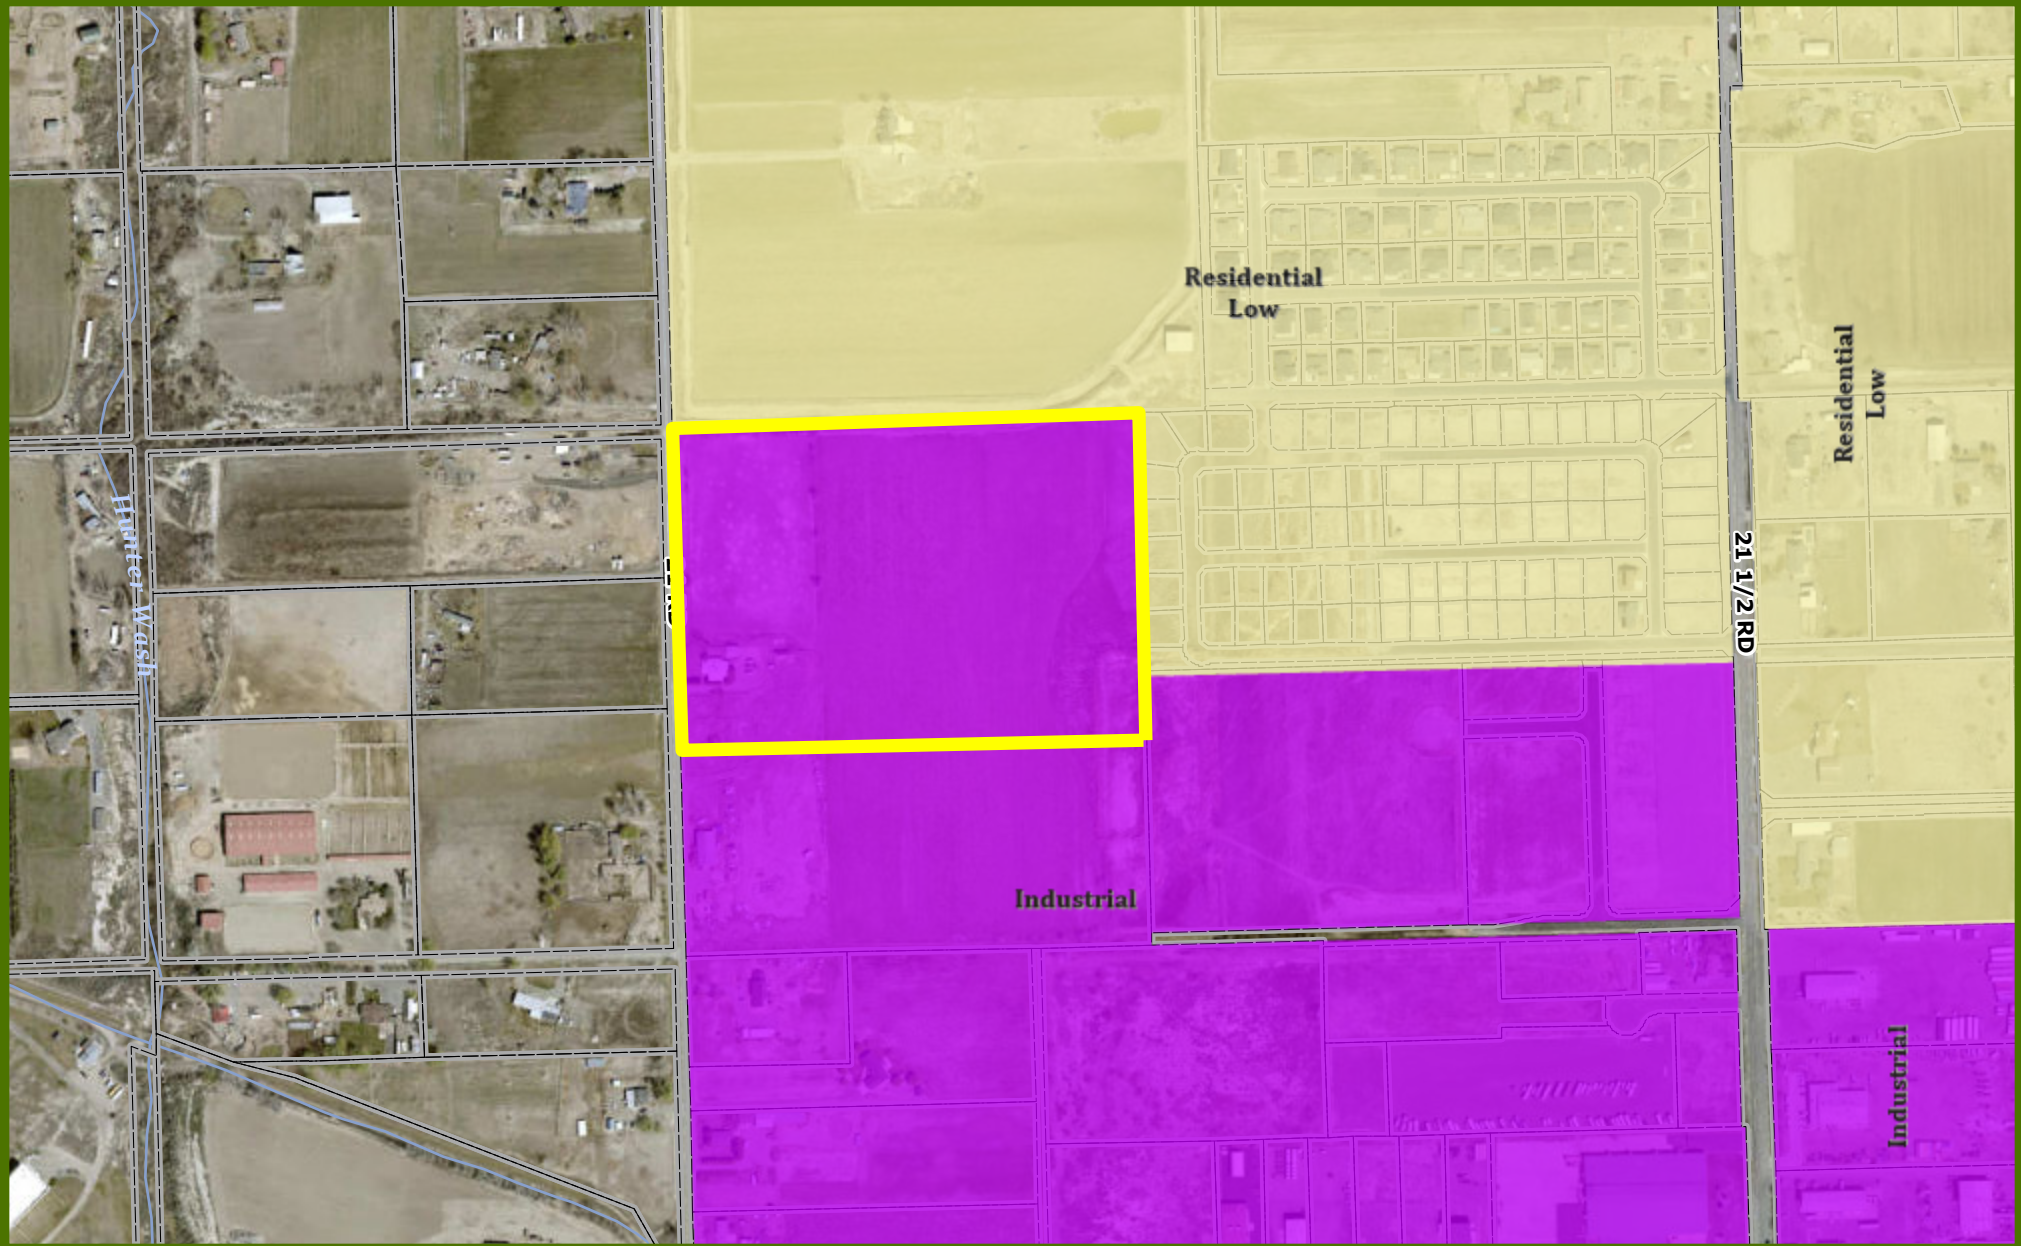 Residential
Low
Residential
Low
Hunter Wash
21 1/2 RD
Industrial
Industrial